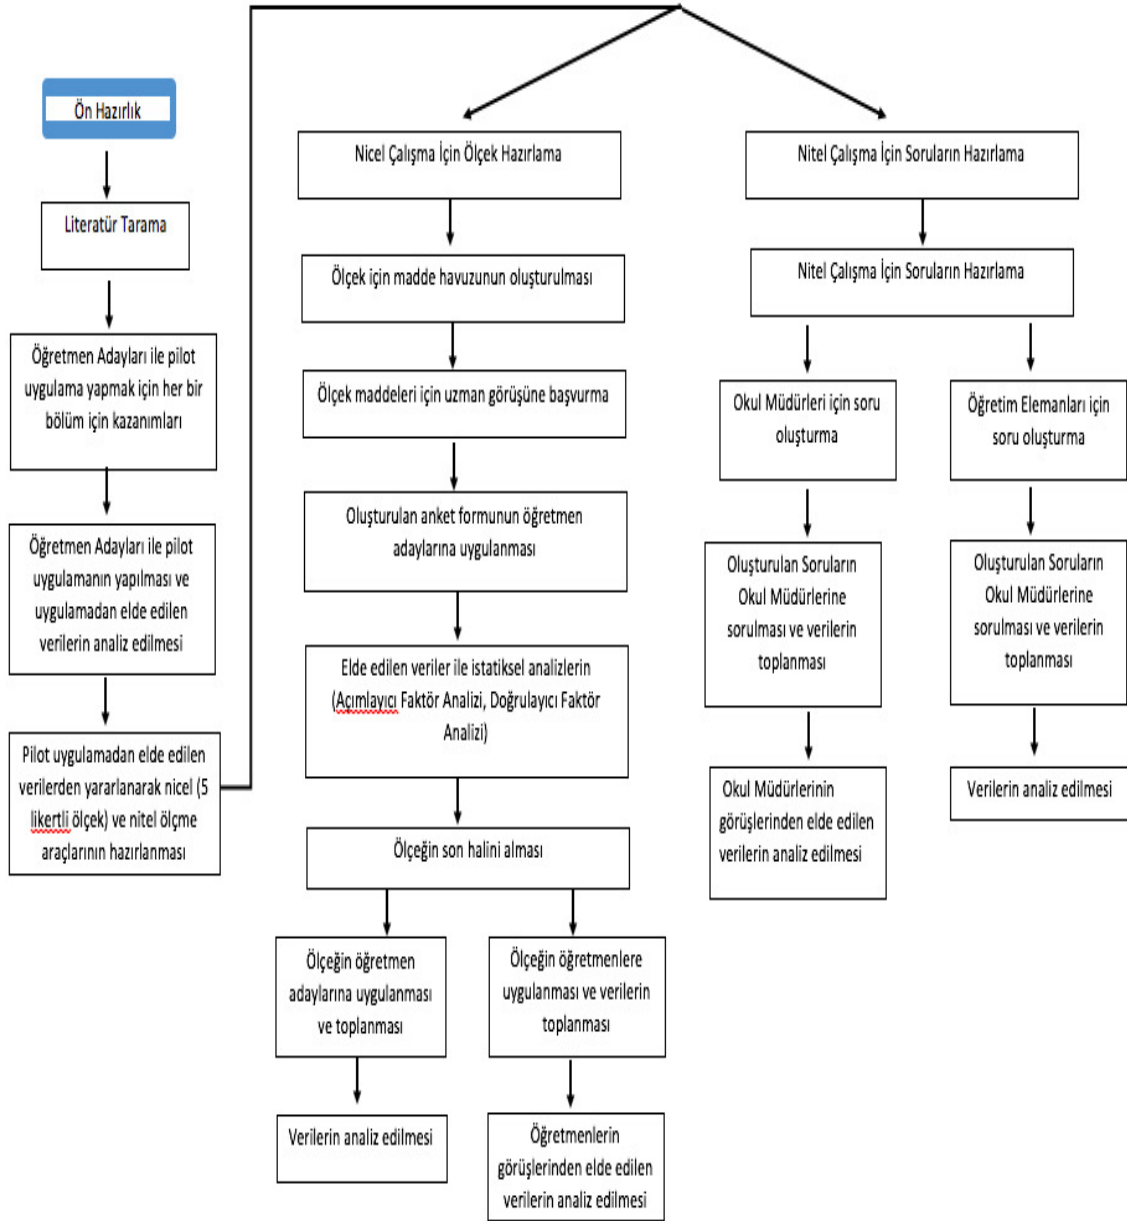 Ön Hazırlık
Literatür Tarama
Öğretmen Adayları ile pilot
uygulama yapmak için her bir
bölüm için kazanımları
Öğretmen Adayları ile pilot
uygulamanın yapılması ve
uygulamadan elde edilen
verilerin analiz edilmesi
Pilot uygulamadan elde edilen
verilerden yararlanarak nicel (5
likertli ölçek) ve nitel ölçme
araçlarının hazırlanması
Nicel Çalışma İçin Ölçek Hazırlama
Ölçek için madde havuzunun oluşturulması
Ölçek maddeleri için uzman görüşüne başvurma
Oluşturulan anket formunun öğretmen
adaylarına uygulanması
Elde edilen veriler ile istatiksel analizlerin
(Açımlayıcı Faktör Analizi, Doğrulayıcı Faktör
Analizi)
Ölçeğin son halini alması
Ölçeğin öğretmen
adaylarına uygulanması
ve toplanması
Verilerin analiz edilmesi
Ölçeğin öğretmenlere
uygulanması ve verilerin
toplanması
Öğretmenlerin
görüşlerinden elde edilen
verilerin analiz edilmesi
Nitel Çalışma İçin Soruların Hazırlama
Nitel Çalışma İçin Soruların Hazırlama
Okul Müdürleri için soru
oluşturma
Oluşturulan Soruların
Okul Müdürlerine
sorulması ve verilerin
toplanması
Okul Müdürlerinin
görüşlerinden elde edilen
verilerin analiz edilmesi
Öğretim Elemanları için
soru oluşturma
Oluşturulan Soruların
Okul Müdürlerine
sorulması ve verilerin
toplanması
Verilerin analiz edilmesi